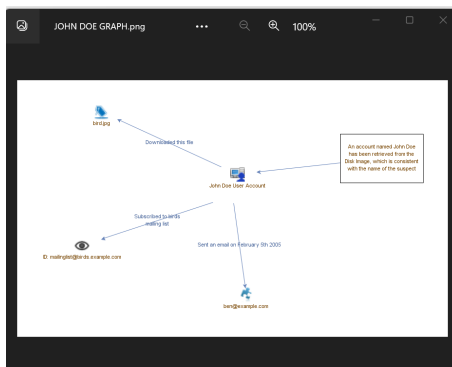 JOHN DOE GRAPH.png
100%
bird.jpg
Downloaded this file
An account named John Doe
has been retrieved from the
Disk Image, which is consistent
with the name of the suspect
John Doe User Account
Subscribed to birds
mailing list
Sent an email on February 5th 2005
ID: mailinglist@birds.example.com
ben@example.com